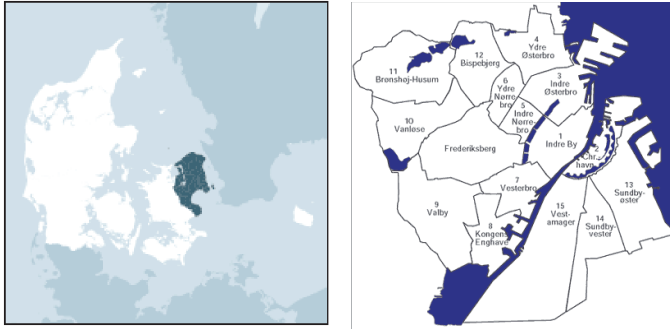 4
Ydre
Østerbro
12
Bispebjerg
11
Brønshøj-Husum
3
Indre
Østerbro
6
Ydre
Nørre
bro
5
Indre
Nørre-
bro
10
Vanløse
Frederiksberg
1
Indre By
2
Chr.
havn
7
Vesterbro
13
Sundby-
øster
9
Valby
15
Vest-
amager
14
Sundby-
vester
8
Kongens
Enghave